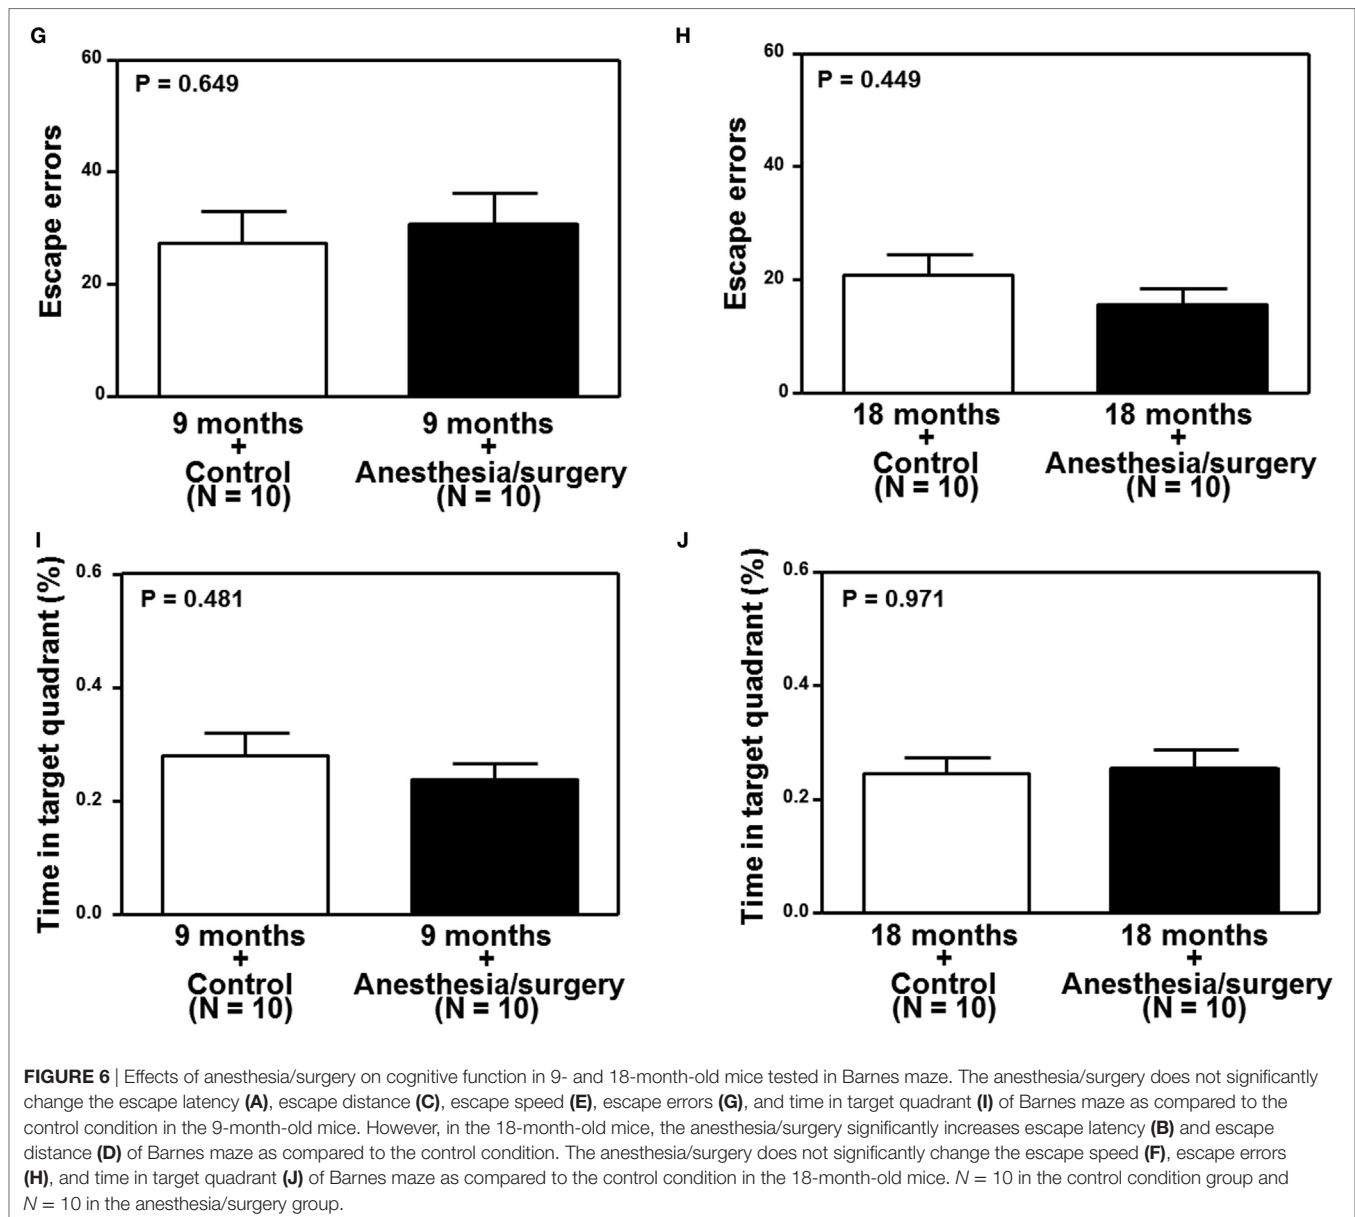 G
60
P = 0.649
40
20
0
Escape errors
9 months
+
Control
(N = 10)
9 months
+
Anesthesia/surgery
(N = 10)
H
60
P = 0.449
40
20
0
Escape errors
18 months
+
Control
(N = 10)
18 months
+
Anesthesia/surgery
(N = 10)
I
0.6
P = 0.481
0.4
0.2
0.0
Time in target quadrant (%)
9 months
+
Control
(N = 10)
9 months
+
Anesthesia/surgery
(N = 10)
J
0.6
P = 0.971
0.4
0.2
0.0
Time in target quadrant (%)
18 months
+
Control
(N = 10)
18 months
+
Anesthesia/surgery
(N = 10)
FIGURE 6 | Effects of anesthesia/surgery on cognitive function in 9- and 18-month-old mice tested in Barnes maze. The anesthesia/surgery does not significantly
change the escape latency (A), escape distance (C), escape speed (E), escape errors (G), and time in target quadrant (I) of Barnes maze as compared to the
control condition in the 9-month-old mice. However, in the 18-month-old mice, the anesthesia/surgery significantly increases escape latency (B) and escape
distance (D) of Barnes maze as compared to the control condition. The anesthesia/surgery does not significantly change the escape speed (F), escape errors
(H), and time in target quadrant (J) of Barnes maze as compared to the control condition in the 18-month-old mice. N = 10 in the control condition group and
N = 10 in the anesthesia/surgery group.